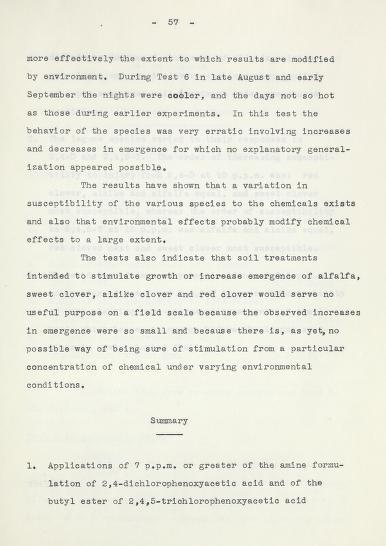 - 57 -
more effectively the extent to which results are modified
by environment. During Test 6 in late August and early
September the nights were cooler, and the days not so hot
as those during earlier experiments. In this test the
behavior of the species was very erratic involving increases
and decreases in emergence for which no explanatory general-
ization appeared possible.
The results have shown that a variation in
susceptibility of the various species to the chemicals exists
and also that environmental effects probably modify chemical
effects to a large extent.
The tests also indicate that soil treatments
intended to stimulate growth or increase emergence of alfalfa,
sweet clover, alsike clover and red clover would serve no
useful purpose on a field scale because the observed increases
in emergence were so small and because there is, as yet, no
possible way of being sure of stimulation from a particular
concentration of chemical under varying environmental
conditions.
Summary
1. Applications of 7 p.p.m. or greater of the amine formu-
lation of 2,4-dichlorophenoxyacetic acid and of the
butyl ester of 2,4,5-trichlorophenoxyacetic acid